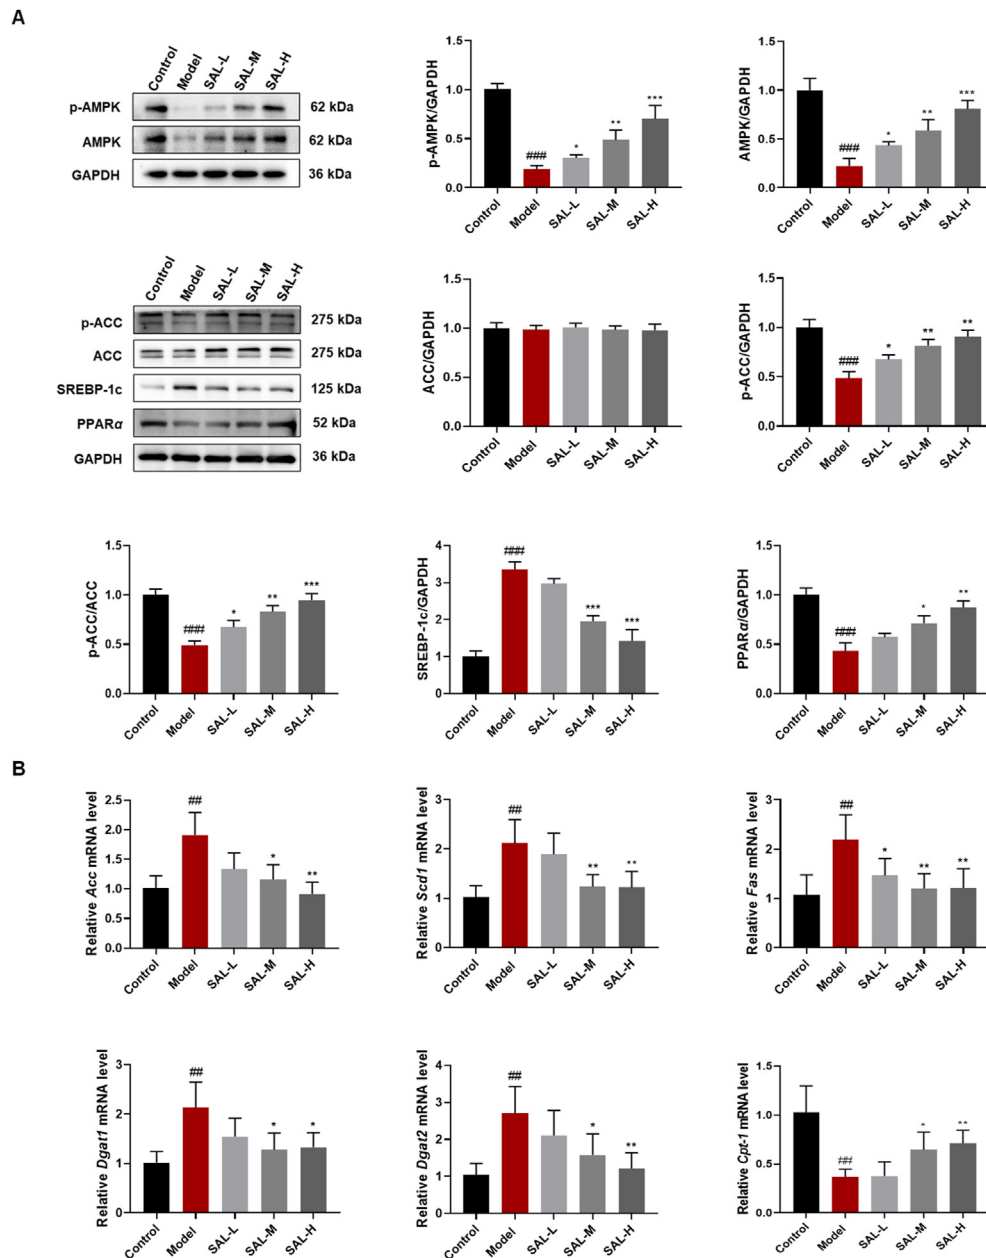 A
Control Model SAL-L SAL-M SAL-H
p-AMPK 62 kDa
AMPK 62 kDa
GAPDH 36 kDa
p-AMPK/GAPDH
1.5
1.0
0.5
0.0
###
*
**
***
Control Model SAL-L SAL-M SAL-H
AMPK/GAPDH
1.5
1.0
0.5
0.0
###
*
**
***
Control Model SAL-L SAL-M SAL-H
Control Model SAL-L SAL-M SAL-H
p-ACC 275 kDa
ACC 275 kDa
SREBP-1c 125 kDa
PPARα 52 kDa
GAPDH 36 kDa
ACC/GAPDH
1.5
1.0
0.5
0.0
Control Model SAL-L SAL-M SAL-H
p-ACC/GAPDH
1.5
1.0
0.5
0.0
###
*
**
**
Control Model SAL-L SAL-M SAL-H
p-ACC/ACC
1.5
1.0
0.5
0.0
###
*
**
***
Control Model SAL-L SAL-M SAL-H
SREBP-1c/GAPDH
4
3
2
1
0
###
***
***
Control Model SAL-L SAL-M SAL-H
PPARα/GAPDH
1.5
1.0
0.5
0.0
###
*
**
Control Model SAL-L SAL-M SAL-H
B
Relative Acc mRNA level
2.5
2.0
1.5
1.0
0.5
0.0
##
*
**
Control Model SAL-L SAL-M SAL-H
Relative Scd1 mRNA level
3
2
1
0
##
**
**
Control Model SAL-L SAL-M SAL-H
Relative Fas mRNA level
3
2
1
0
##
*
**
**
Control Model SAL-L SAL-M SAL-H
Relative Dgat1 mRNA level
3
2
1
0
##
*
*
Control Model SAL-L SAL-M SAL-H
Relative Dgat2 mRNA level
4
3
2
1
0
##
*
**
Control Model SAL-L SAL-M SAL-H
Relative Cpt-1 mRNA level
1.5
1.0
0.5
0.0
##
*
**
Control Model SAL-L SAL-M SAL-H